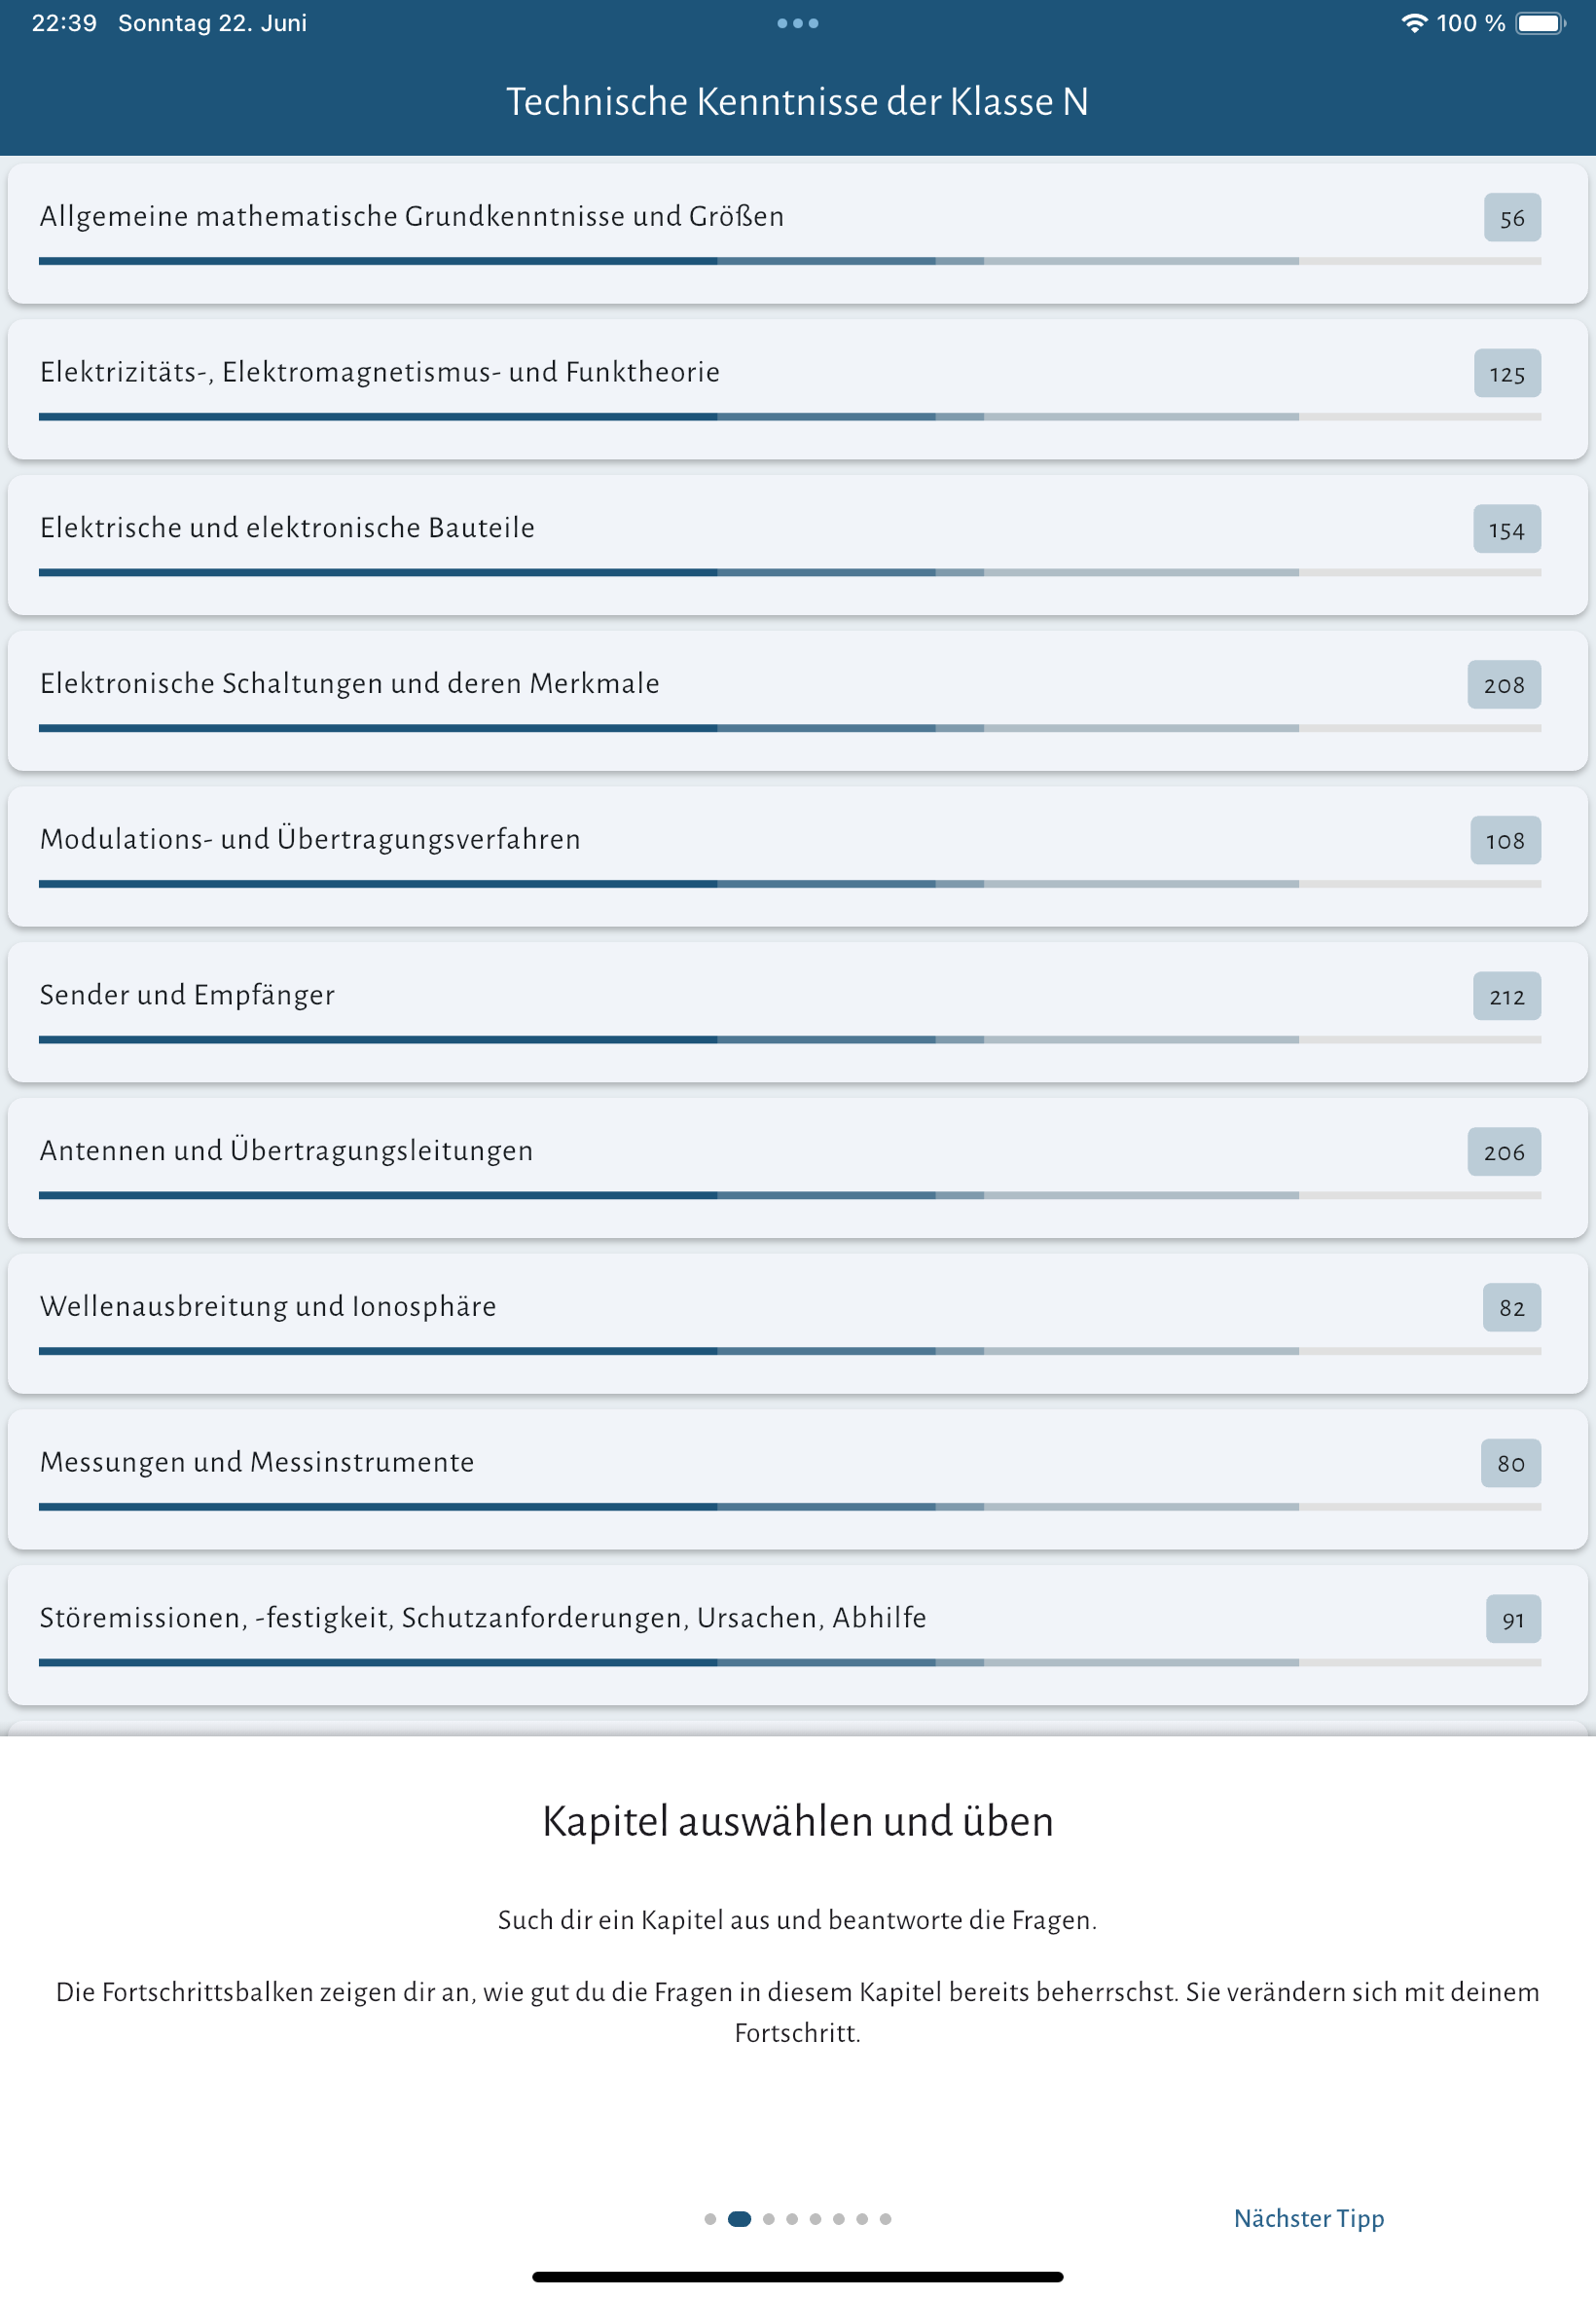 22:39 Sonntag 22. Juni 100 %
Technische Kenntnisse der Klasse N
Allgemeine mathematische Grundkenntnisse und Größen 56
Elektrizitäts-, Elektromagnetismus- und Funktheorie 125
Elektrische und elektronische Bauteile 154
Elektronische Schaltungen und deren Merkmale 208
Modulations- und Übertragungsverfahren 108
Sender und Empfänger 212
Antennen und Übertragungsleitungen 206
Wellenausbreitung und Ionosphäre 82
Messungen und Messinstrumente 80
Störemissionen, -festigkeit, Schutzanforderungen, Ursachen, Abhilfe 91
Kapitel auswählen und üben
Such dir ein Kapitel aus und beantworte die Fragen.
Die Fortschrittsbalken zeigen dir an, wie gut du die Fragen in diesem Kapitel bereits beherrschst. Sie verändern sich mit deinem
Fortschritt.
Nächster Tipp